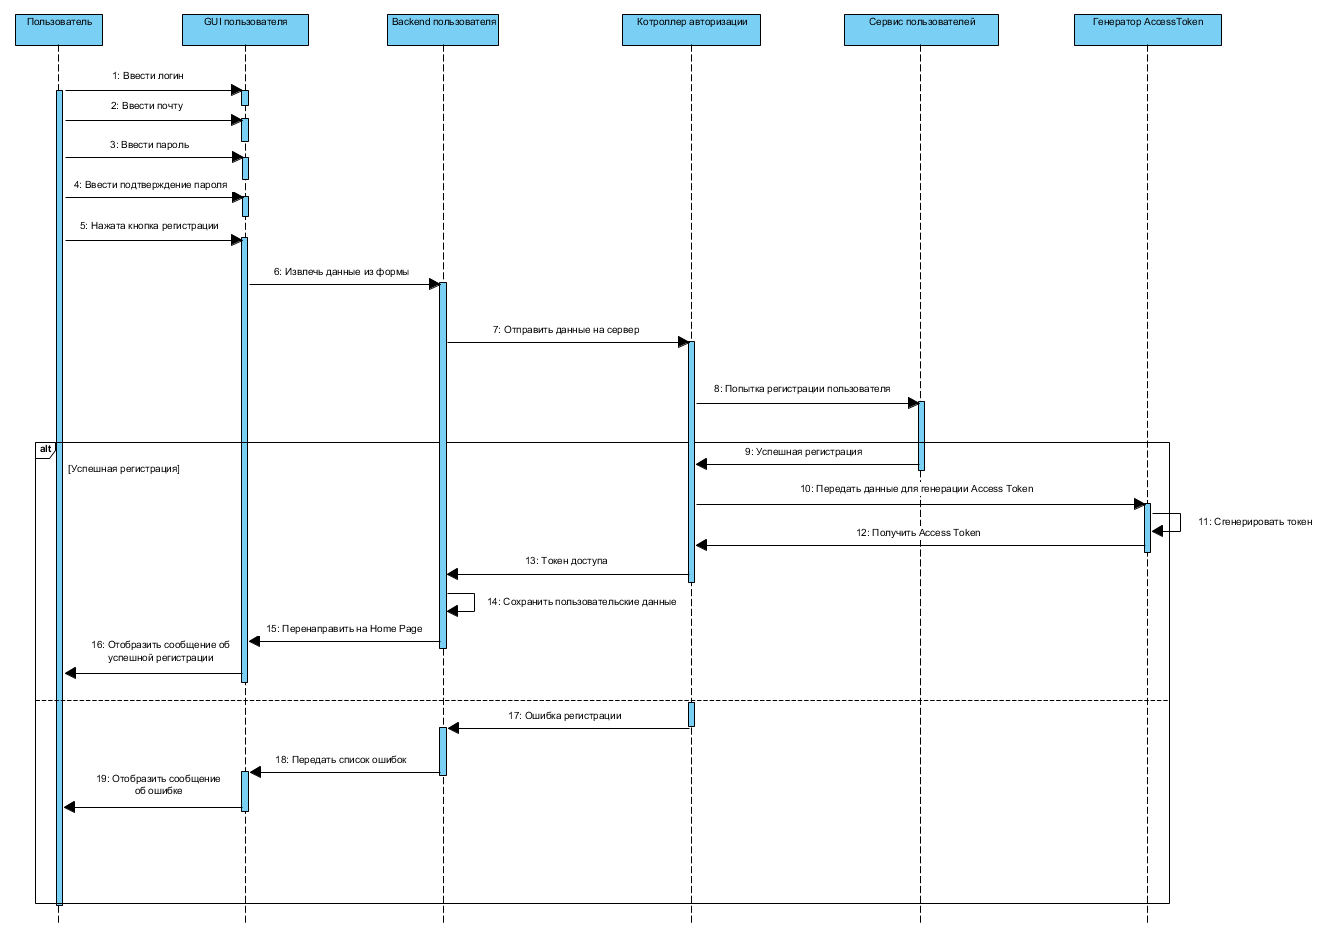 Пользователь
GUI пользователя
Backend пользователя
Котроллер авторизации
Сервис пользователей
Генератор AccessToken
1: Ввести логин
2: Ввести почту
3: Ввести пароль
4: Ввести подтверждение пароля
5: Нажата кнопка регистрации
6: Извлечь данные из формы
7: Отправить данные на сервер
8: Попытка регистрации пользователя
alt
[Успешная регистрация]
9: Успешная регистрация
10: Передать данные для генерации Access Token
11: Сгенерировать токен
12: Получить Access Token
13: Токен доступа
14: Сохранить пользовательские данные
15: Перенаправить на Home Page
16: Отобразить сообщение об
успешной регистрации
17: Ошибка регистрации
18: Передать список ошибок
19: Отобразить сообщение
об ошибке